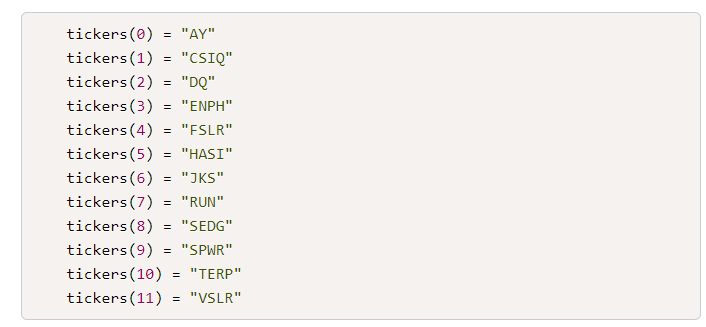 tickers(0) = "AY"
tickers(1) = "CSIQ"
tickers(2) = "DQ"
tickers(3) = "ENPH"
tickers(4) = "FSLR"
tickers(5) = "HASI"
tickers(6) = "JKS"
tickers(7) = "RUN"
tickers(8) = "SEDG"
tickers(9) = "SPWR"
tickers(10) = "TERP"
tickers(11) = "VSLR"